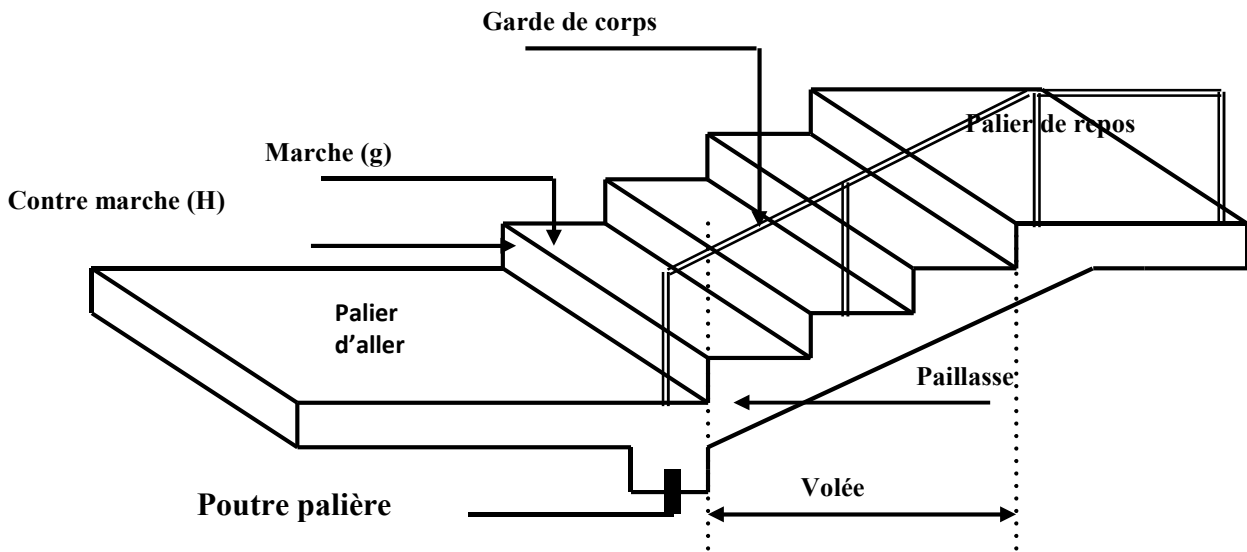 Garde de corps
Palier de repos
Marche (g)
Contre marche (H)
Palier
d’aller
Paillasse
Volée
Poutre palière